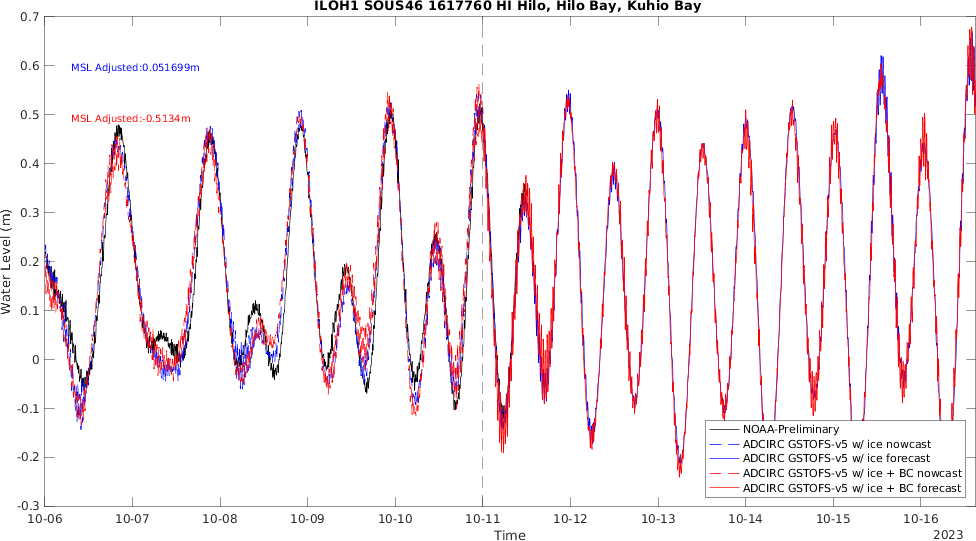 ILOH1 SOUS46 1617760 HI Hilo, Hilo Bay, Kuhio Bay
0.7
0.6
0.5
0.4
0.3
0.2
0.1
0
-0.1
-0.2
-0.3
Water Level (m)
MSL Adjusted:0.051699m
MSL Adjusted:-0.5134m
NOAA-Preliminary
ADCIRC GSTOFS-v5 w/ ice nowcast
ADCIRC GSTOFS-v5 w/ ice forecast
ADCIRC GSTOFS-v5 w/ ice + BC nowcast
ADCIRC GSTOFS-v5 w/ ice + BC forecast
10-06 10-07 10-08 10-09 10-10 10-11 10-12 10-13 10-14 10-15 10-16
Time
2023